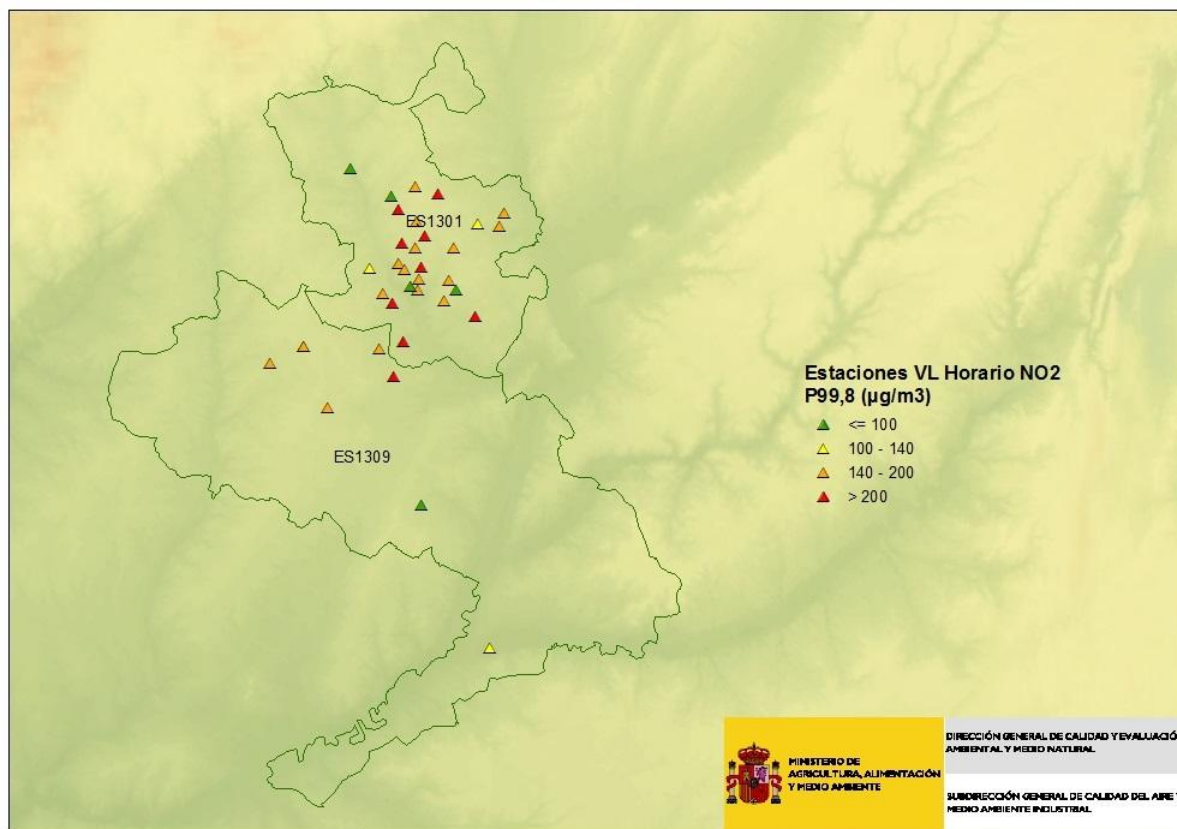 ES1301
Estaciones VL Horario NO2
P99,8 (µg/m3)
<= 100
100 - 140
140 - 200
> 200
ES1309
MINISTERIO DE
AGRICULTURA, ALIMENTACIÓN
Y MEDIO AMBIENTE
DIRECCIÓN GENERAL DE CALIDAD Y EVALUACIÓ
AMBIENTAL Y MEDIO NATURAL
SUBDIRECCIÓN GENERAL DE CALIDAD DEL AIRE Y
MEDIO AMBIENTE INDUSTRIAL